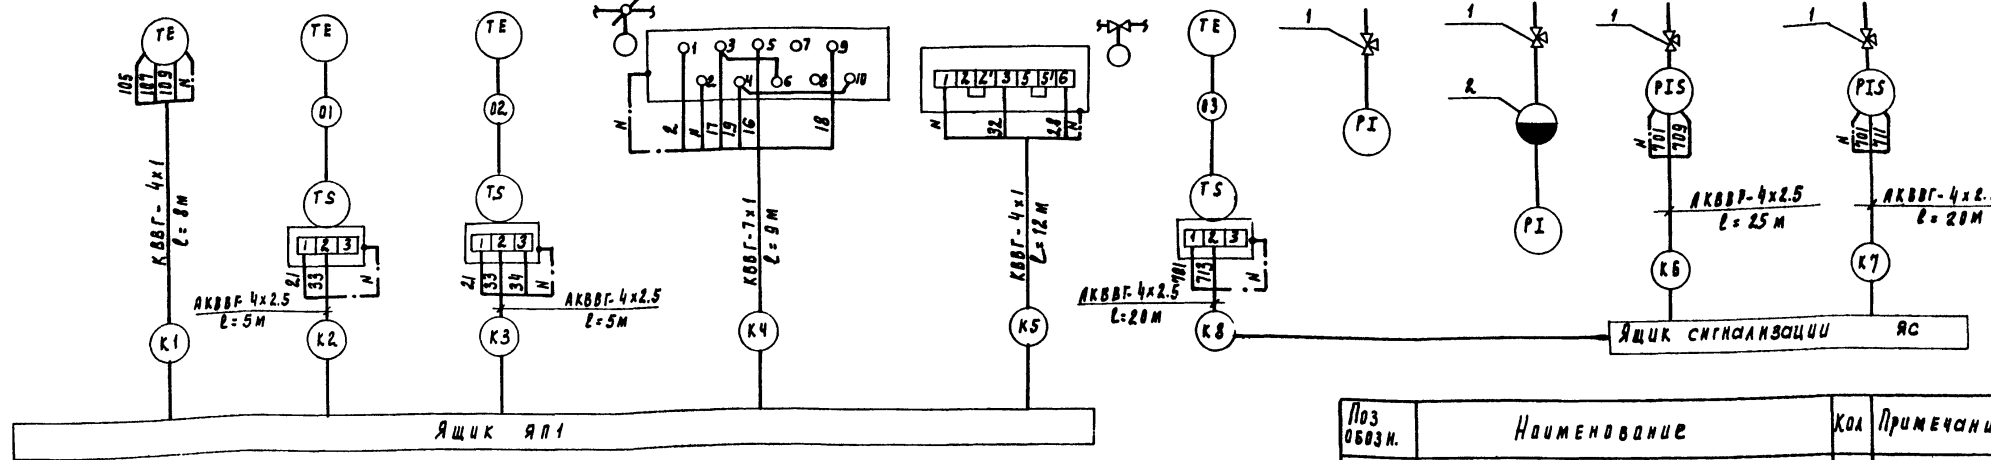 TE
105
107
109
N
КВВГ-4х1
ℓ=8м
К1
TE
01
TS
1 2 3
21
33
N
АКВВГ-4х2.5
ℓ=5м
К2
TE
02
TS
1 2 3
21
33
34
N
АКВВГ-4х2.5
ℓ=5м
К3
1 3 5 7 9
2 4 6 8 10
N
2
17
19
16
18
КВВГ-7х1
ℓ=9м
К4
1 2 2' 3 5 5' 6
N
32
28
N
КВВГ-4х1
ℓ=12м
К5
TE
03
TS
1 2 3
701
713
N
АКВВГ-4х2.5
ℓ=20м
К8
1
PI
1
2
PI
1
PIS
N
701
709
АКВВГ-4х2.5
ℓ=25м
К6
1
PIS
N
701
711
АКВВГ-4х2.
ℓ=20м
К7
Ящик сигнализации ЯС
Ящик ЯП1
Поз обозн.
Наименование
Кол
Примечани